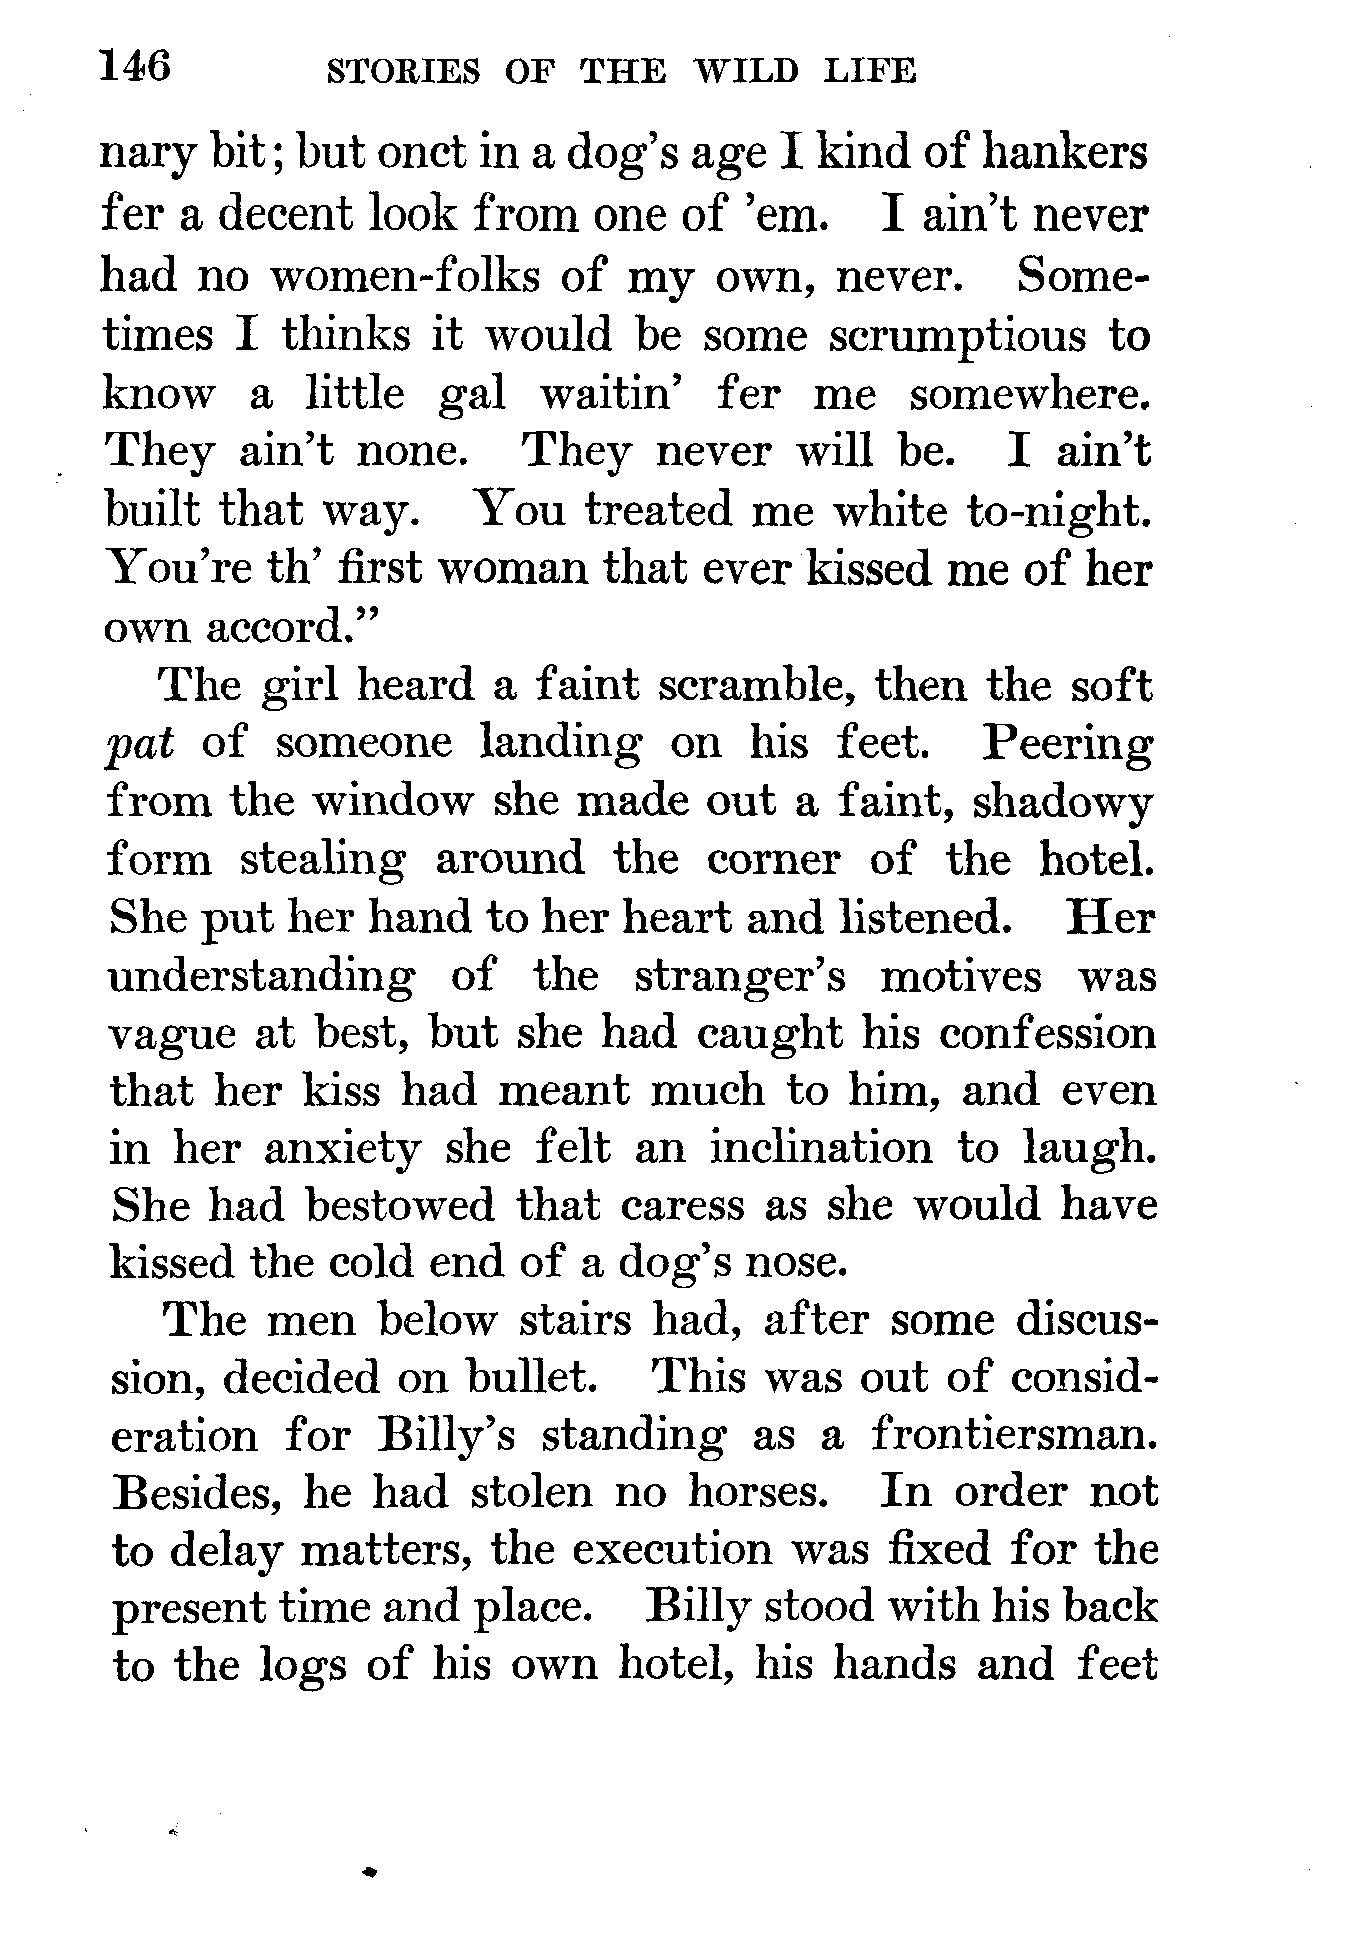 146 STORIES OF THE WILD LIFE
nary bit; but onct in a dog's age I kind of hankers
fer a decent look from one of 'em. I ain't never
had no women-folks of my own, never. Some-
times I thinks it would be some scrumptious to
know a little gal waitin' fer me somewhere.
They ain't none. They never will be. I ain't
built that way. You treated me white to-night.
You're th' first woman that ever kissed me of her
own accord."
The girl heard a faint scramble, then the soft
pat of someone landing on his feet. Peering
from the window she made out a faint, shadowy
form stealing around the corner of the hotel.
She put her hand to her heart and listened. Her
understanding of the stranger's motives was
vague at best, but she had caught his confession
that her kiss had meant much to him, and even
in her anxiety she felt an inclination to laugh.
She had bestowed that caress as she would have
kissed the cold end of a dog's nose.
The men below stairs had, after some discus-
sion, decided on bullet. This was out of consid-
eration for Billy's standing as a frontiersman.
Besides, he had stolen no horses. In order not
to delay matters, the execution was fixed for the
present time and place. Billy stood with his back
to the logs of his own hotel, his hands and feet